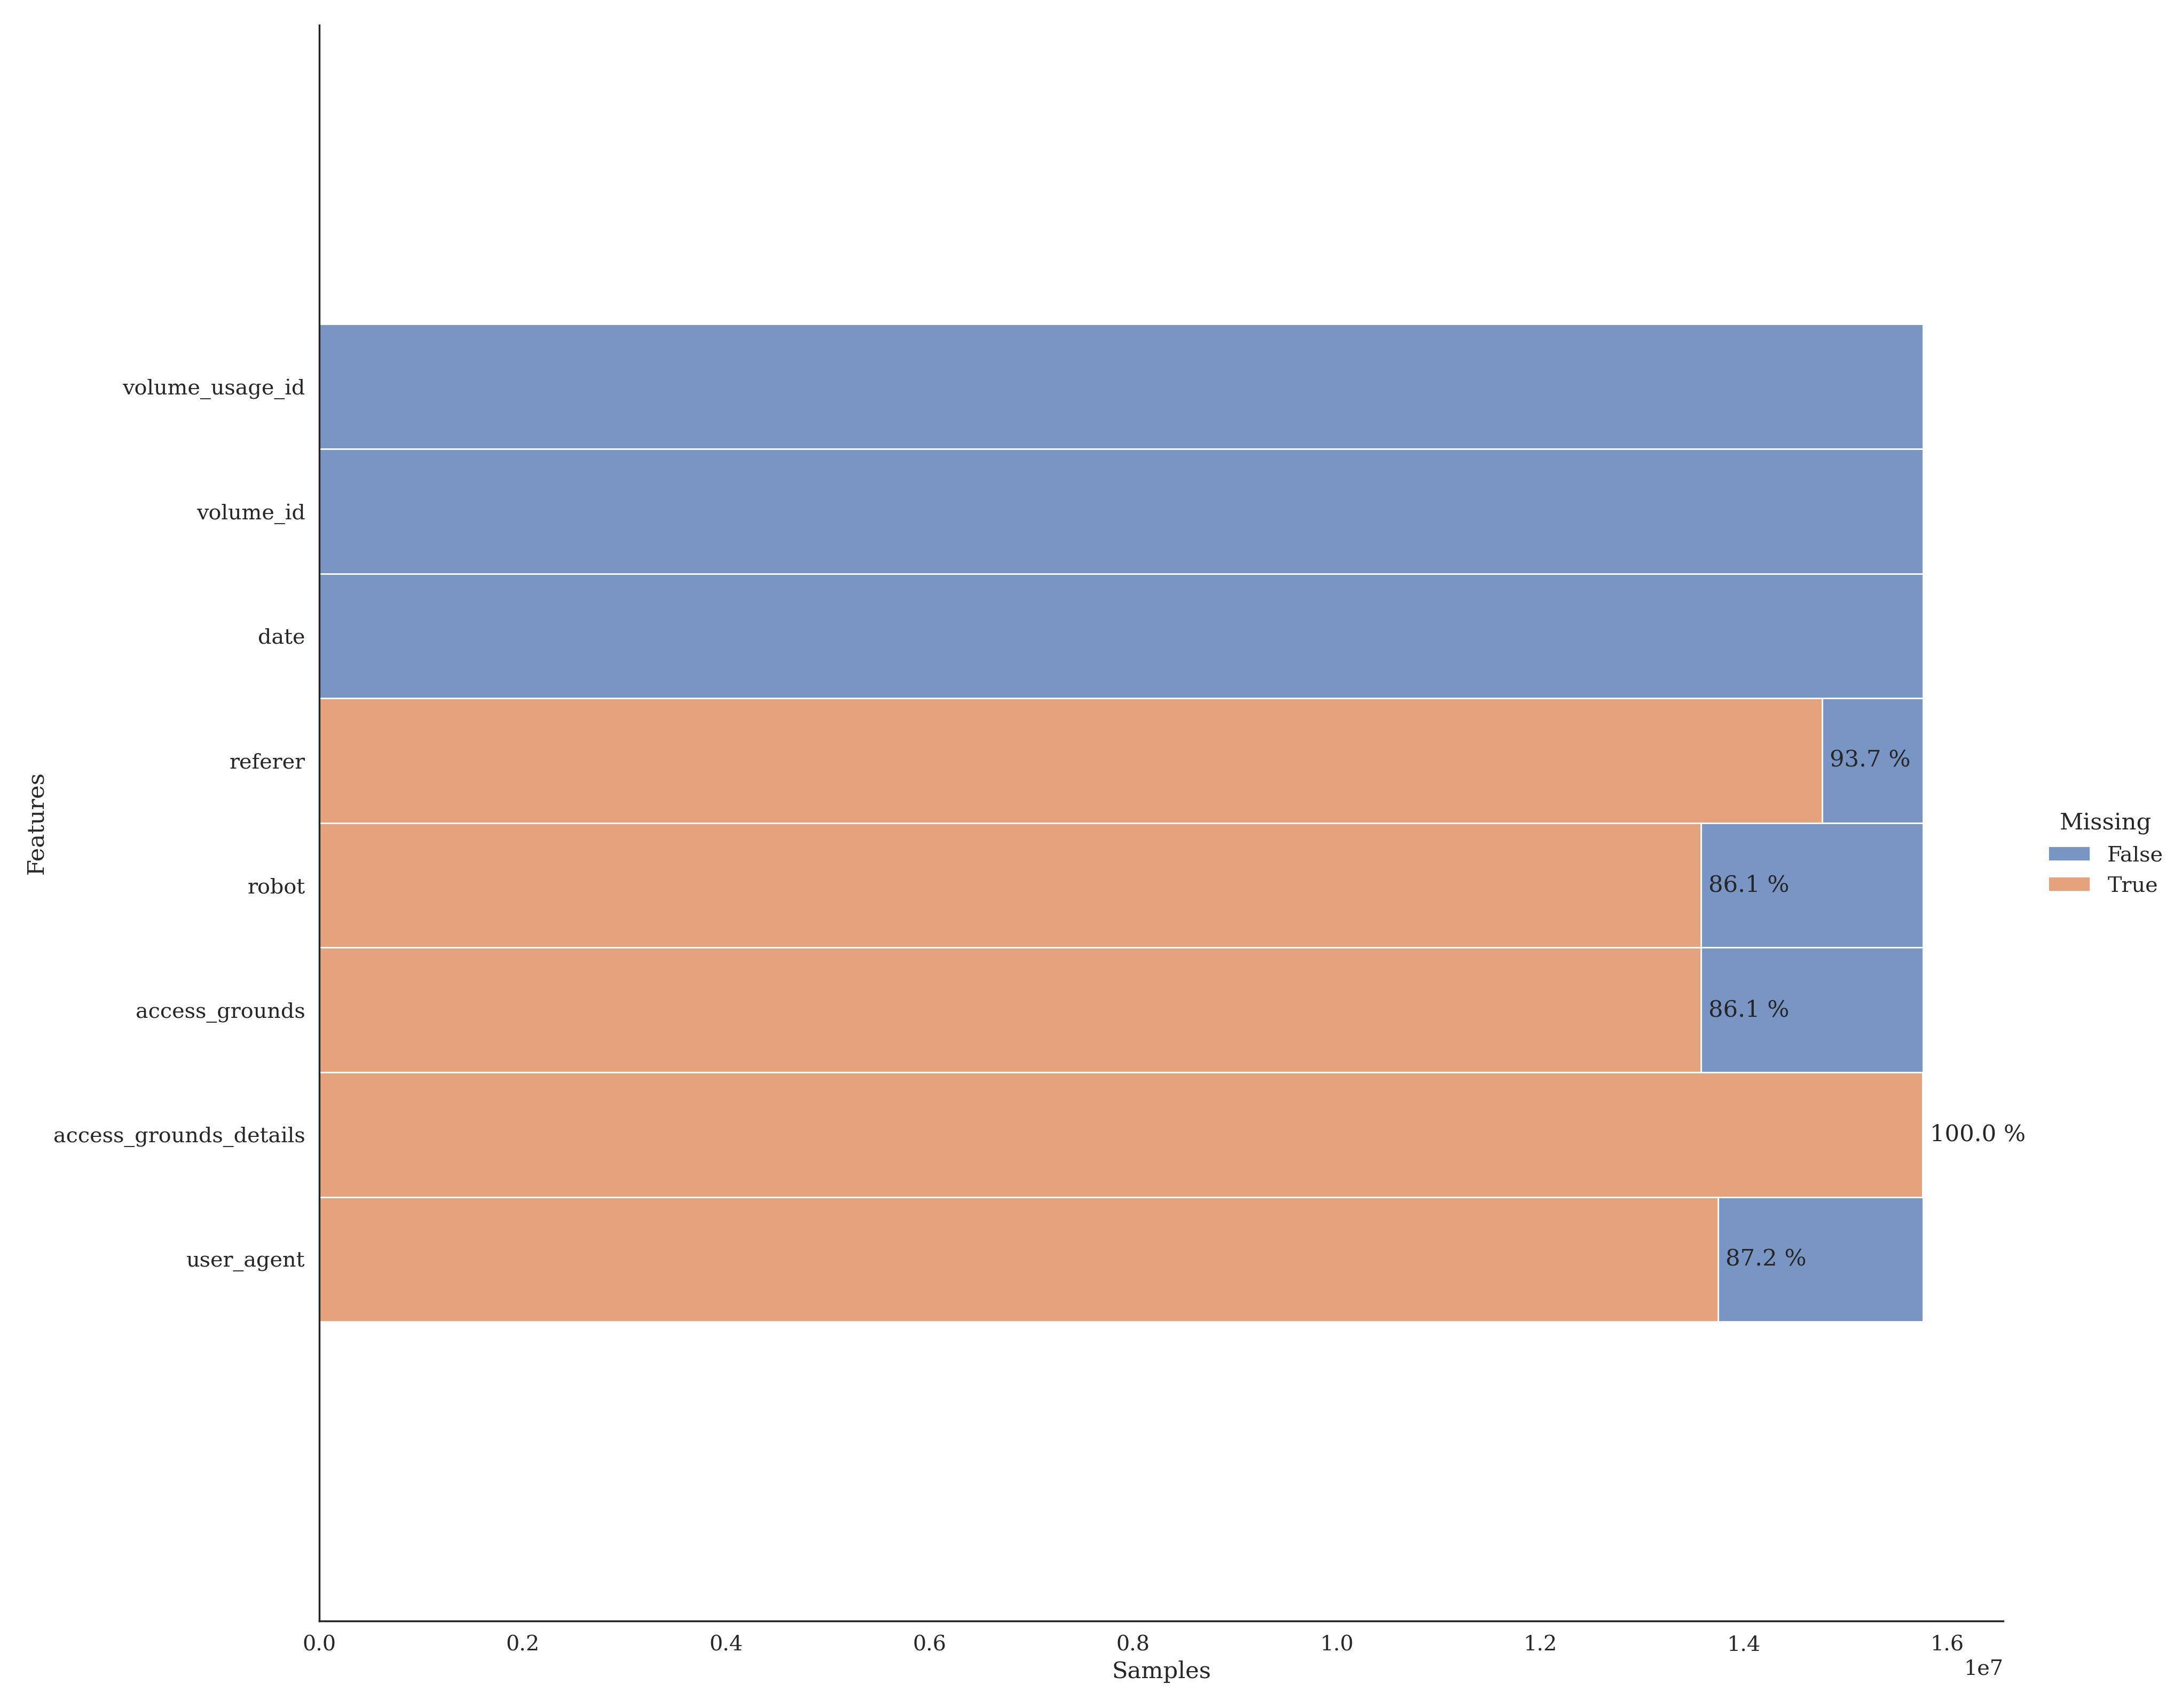 volume_usage_id
volume_id
date
referer
93.7 %
robot
86.1 %
access_grounds
86.1 %
access_grounds_details
100.0 %
user_agent
87.2 %
Features
Missing
False
True
0.0 0.2 0.4 0.6 0.8 1.0 1.2 1.4 1.6
1e7
Samples